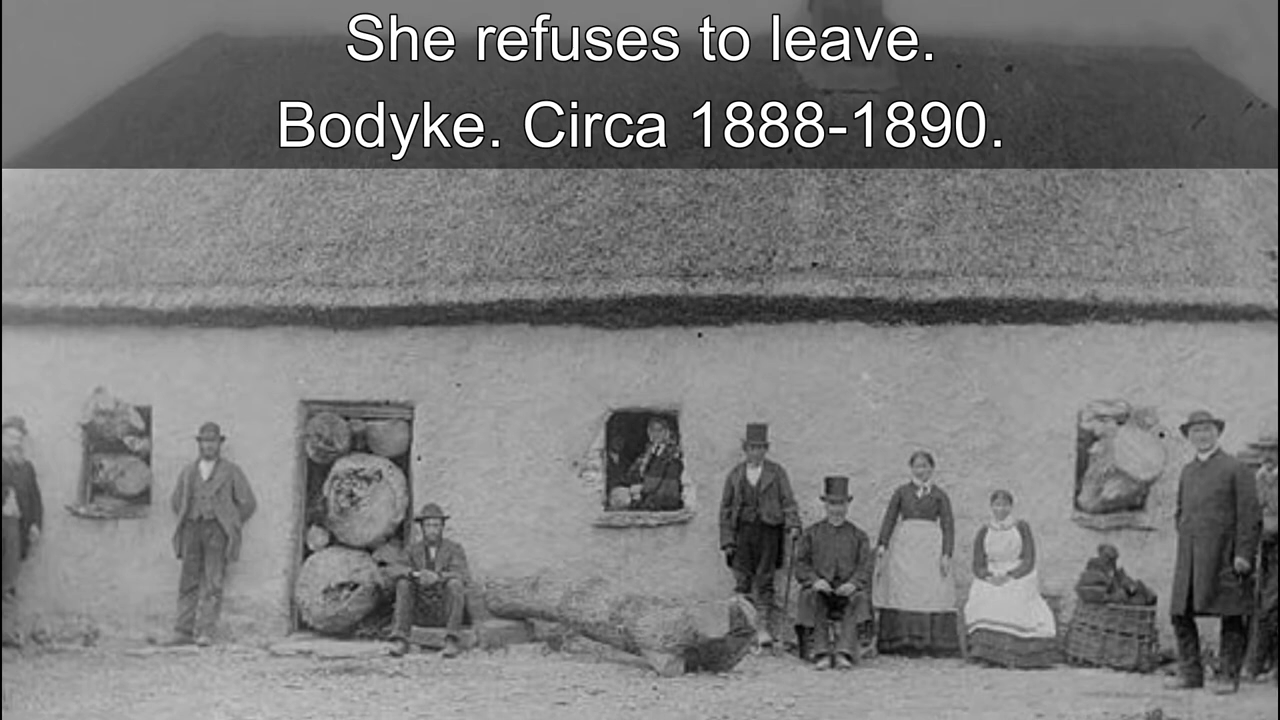 She refuses to leave.
Bodyke. Circa 1888-1890.